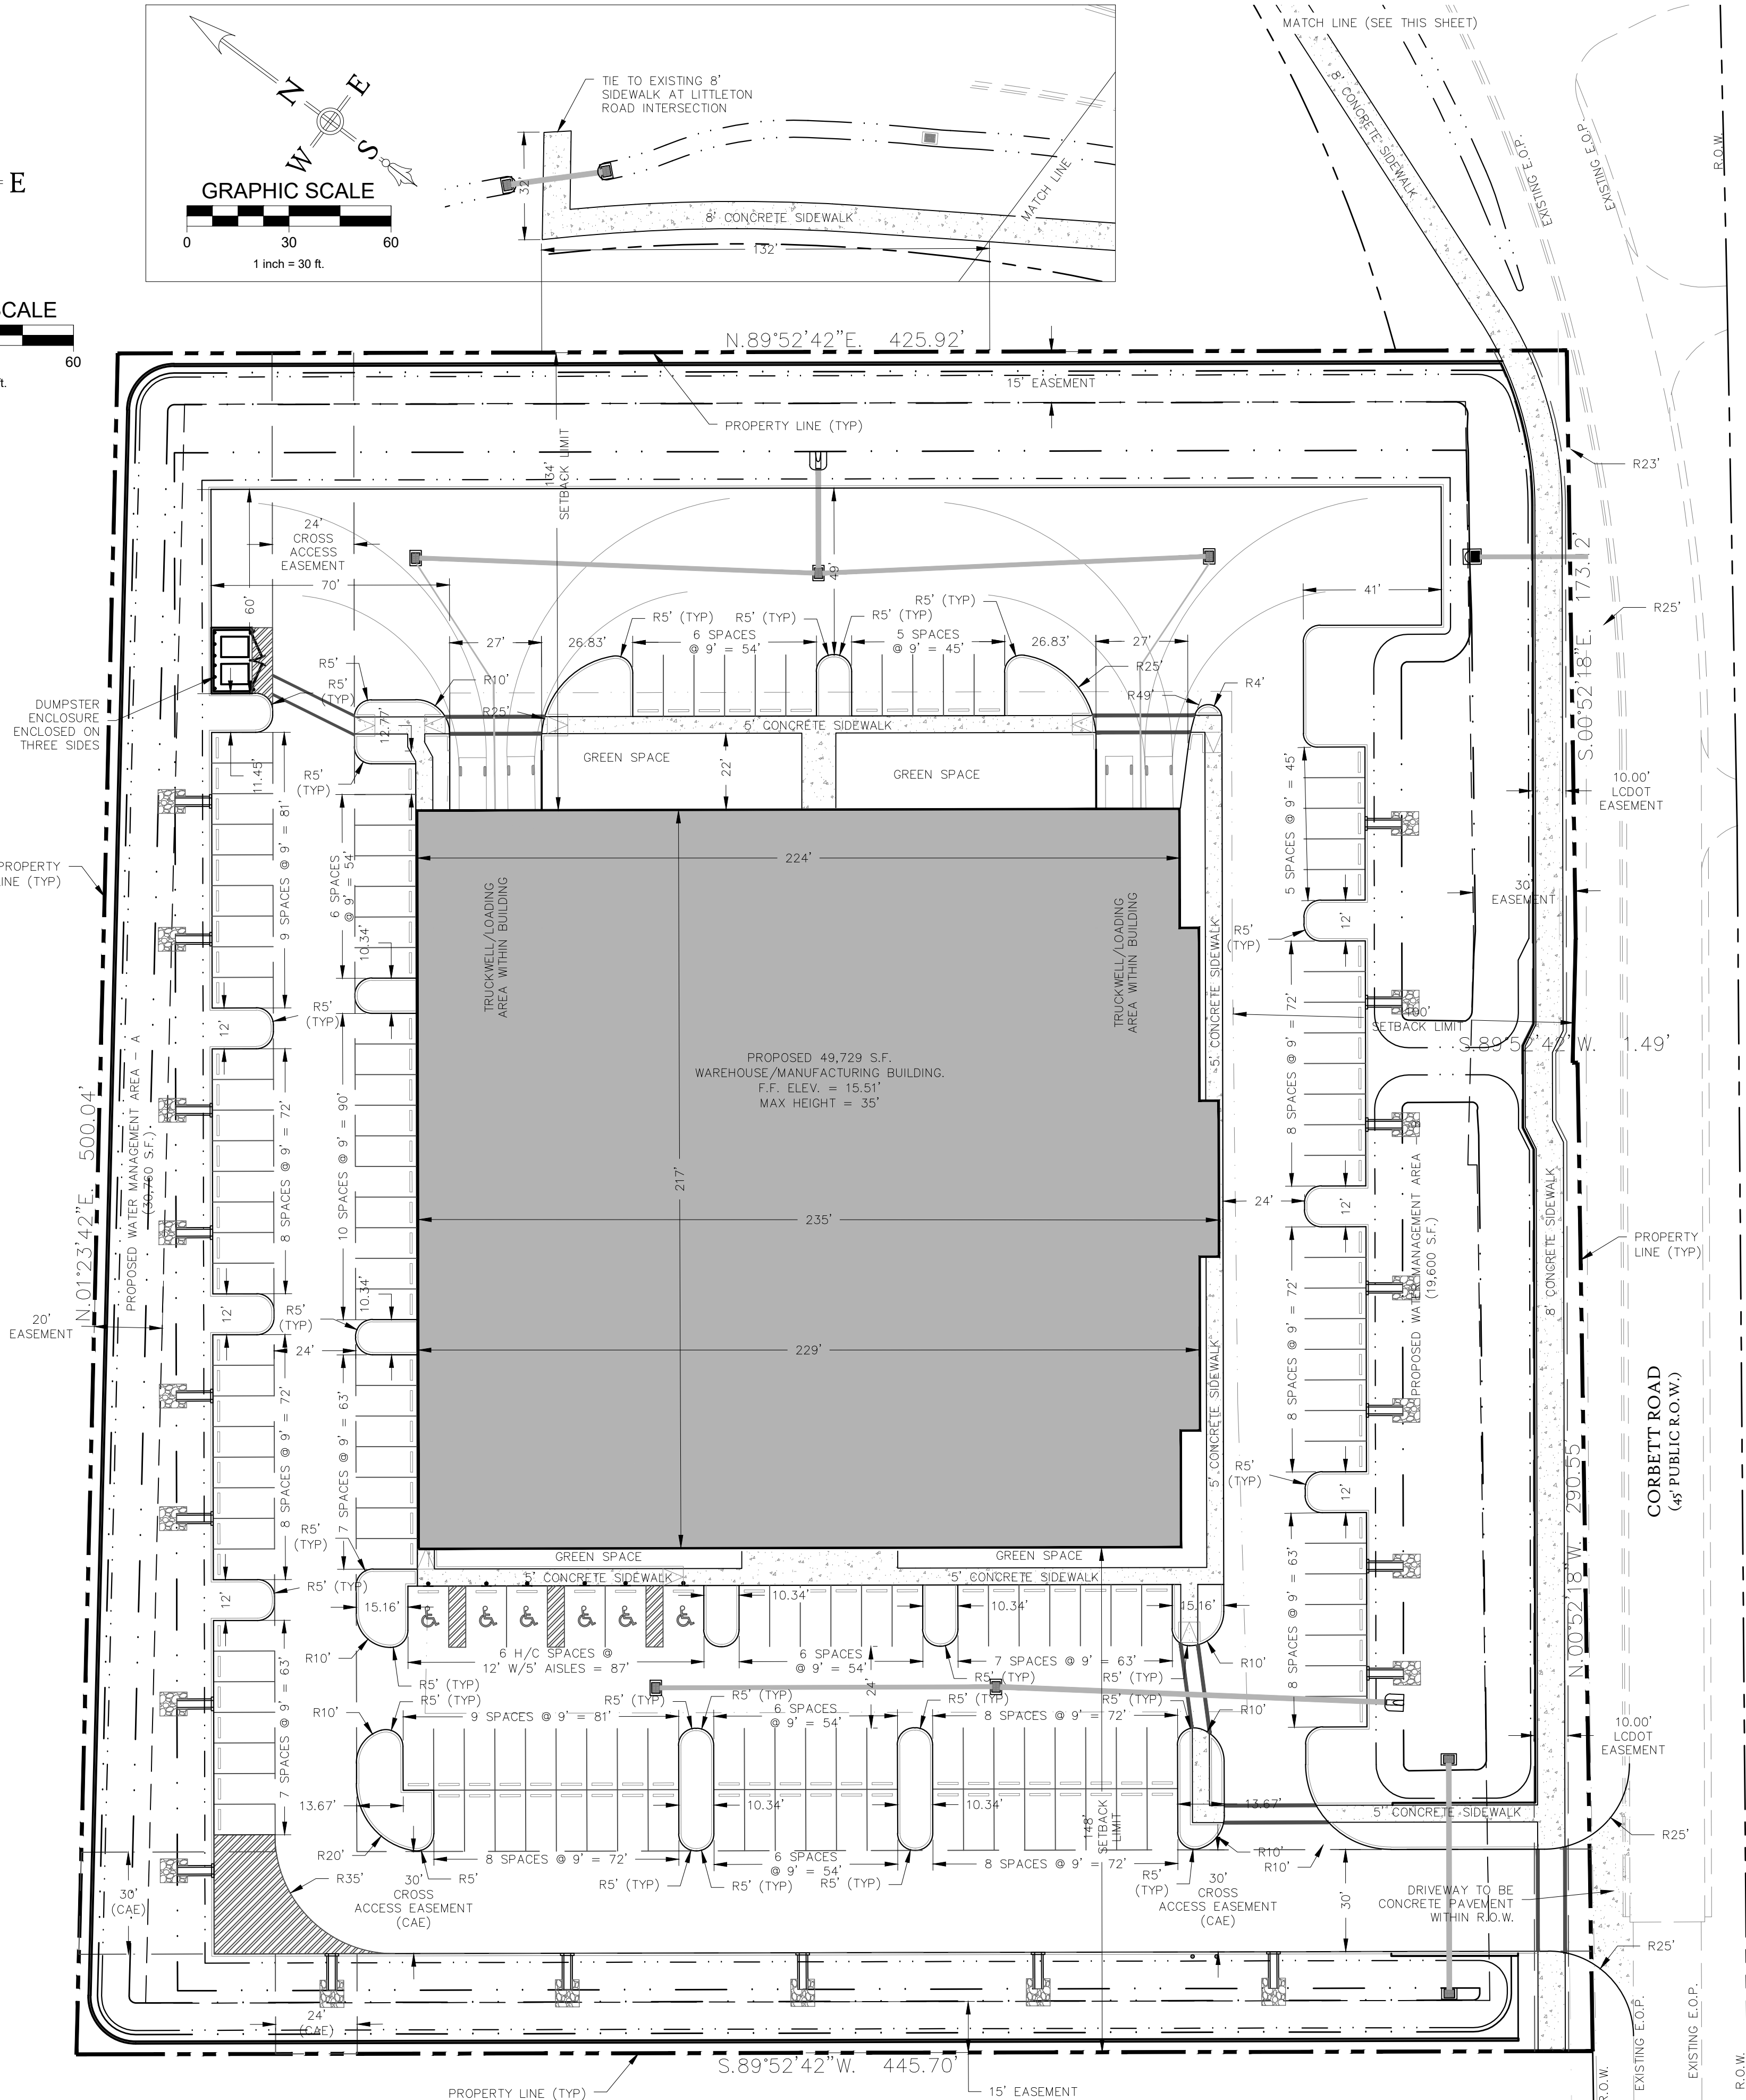 MATCH LINE (SEE THIS SHEET)
TIE TO EXISTING 8'
SIDEWALK AT LITTLETON
ROAD INTERSECTION
N
E
W
S
GRAPHIC SCALE
0
30
60
1 inch = 30 ft.
32'
8' CONCRETE SIDEWALK
132'
MATCH LINE
8' CONCRETE SIDEWALK
EXISTING E.O.P.
EXISTING E.O.P.
R.O.W.
E
SCALE
60
ft.
N.89°52'42"E. 425.92'
15' EASEMENT
PROPERTY LINE (TYP)
134'
SETBACK LIMIT
R23'
24'
CROSS
ACCESS
EASEMENT
70'
60'
49'
41'
S.00°52'18"E. 173.12'
R25'
R5' (TYP)
R5' (TYP)
R5' (TYP)
R5' (TYP)
27'
26.83'
6 SPACES
@ 9' = 54'
5 SPACES
@ 9' = 45'
26.83'
27'
R5'
R5'
(TYP)
R10'
R25'
R25'
R49'
R4'
DUMPSTER
ENCLOSURE
ENCLOSED ON
THREE SIDES
12.77'
5' CONCRETE SIDEWALK
GREEN SPACE
22'
GREEN SPACE
11.45'
R5'
(TYP)
10.00'
LCDOT
EASEMENT
9 SPACES @ 9' = 81'
6 SPACES
@ 9' = 54'
5 SPACES @ 9' = 45'
224'
PROPERTY
LINE (TYP)
TRUCKWELL/LOADING
AREA WITHIN BUILDING
TRUCKWELL/LOADING
AREA WITHIN BUILDING
30'
EASEMENT
10.34'
12'
R5'
(TYP)
5' CONCRETE SIDEWALK
R5'
(TYP)
12'
100'
SETBACK LIMIT
S.89°52'42"W. 1.49'
PROPOSED 49,729 S.F.
WAREHOUSE/MANUFACTURING BUILDING.
F.F. ELEV. = 15.51'
MAX HEIGHT = 35'
PROPOSED WATER MANAGEMENT AREA - A
(30,760 S.F.)
N.01°23'42"E. 500.04'
8 SPACES @ 9' = 72'
10 SPACES @ 9' = 90'
8 SPACES @ 9' = 72'
217'
235'
24'
12'
PROPOSED WATER MANAGEMENT AREA
(19,600 S.F.)
8' CONCRETE SIDEWALK
PROPERTY
LINE (TYP)
20'
EASEMENT
12'
R5'
(TYP)
10.34'
24'
229'
8 SPACES @ 9' = 72'
8 SPACES @ 9' = 72'
7 SPACES @ 9' = 63'
5' CONCRETE SIDEWALK
CORBETT ROAD
(45' PUBLIC R.O.W.)
R5'
(TYP)
12'
N.00°52'18"W. 290.55'
R5'
(TYP)
GREEN SPACE
GREEN SPACE
5' CONCRETE SIDEWALK
5' CONCRETE SIDEWALK
12'
R5' (TYP)
15.16'
10.34'
10.34'
15.16'
8 SPACES @ 9' = 63'
R10'
6 H/C SPACES @
12' W/5' AISLES = 87'
6 SPACES
@ 9' = 54'
7 SPACES @ 9' = 63'
R10'
R5' (TYP)
R5' (TYP)
R5' (TYP)
24'
R5' (TYP)
R5' (TYP)
R5' (TYP)
R5' (TYP)
R5' (TYP)
R10'
9 SPACES @ 9' = 81'
6 SPACES
@ 9' = 54'
8 SPACES @ 9' = 72'
R10'
7 SPACES @ 9' = 63'
10.00'
LCDOT
EASEMENT
13.67'
10.34'
10.34'
13.67'
5' CONCRETE SIDEWALK
148'
SETBACK
LIMIT
R25'
R20'
8 SPACES @ 9' = 72'
6 SPACES
@ 9' = 54'
8 SPACES @ 9' = 72'
R10'
R10'
R35'
R5'
R5' (TYP)
R5' (TYP)
R5' (TYP)
R5'
(TYP)
30'
CROSS
ACCESS EASEMENT
(CAE)
30'
CROSS
ACCESS EASEMENT
(CAE)
30'
(CAE)
30'
DRIVEWAY TO BE
CONCRETE PAVEMENT
WITHIN R.O.W.
R25'
24'
(CAE)
S.89°52'42"W. 445.70'
PROPERTY LINE (TYP)
15' EASEMENT
R.O.W.
EXISTING E.O.P.
EXISTING E.O.P.
R.O.W.